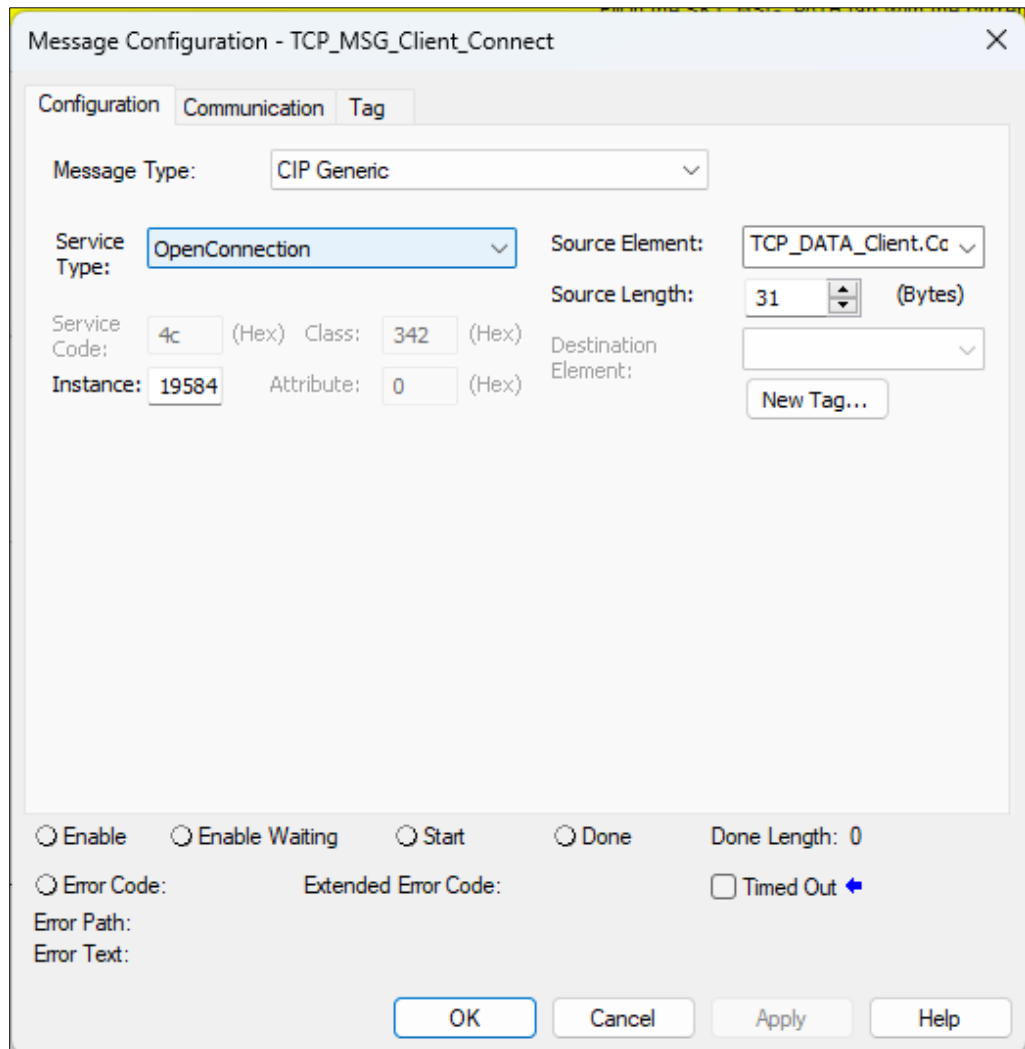 Message Configuration - TCP_MSG_Client_Connect
Configuration Communication Tag
Message Type: CIP Generic
Service Type: OpenConnection
Source Element: TCP_DATA_Client.Cc
Source Length: 31 (Bytes)
Service Code: 4c (Hex) Class: 342 (Hex)
Destination Element:
Instance: 19584 Attribute: 0 (Hex)
New Tag...
Enable Enable Waiting Start Done Done Length: 0
Error Code: Extended Error Code: Timed Out
Error Path:
Error Text:
OK Cancel Apply Help